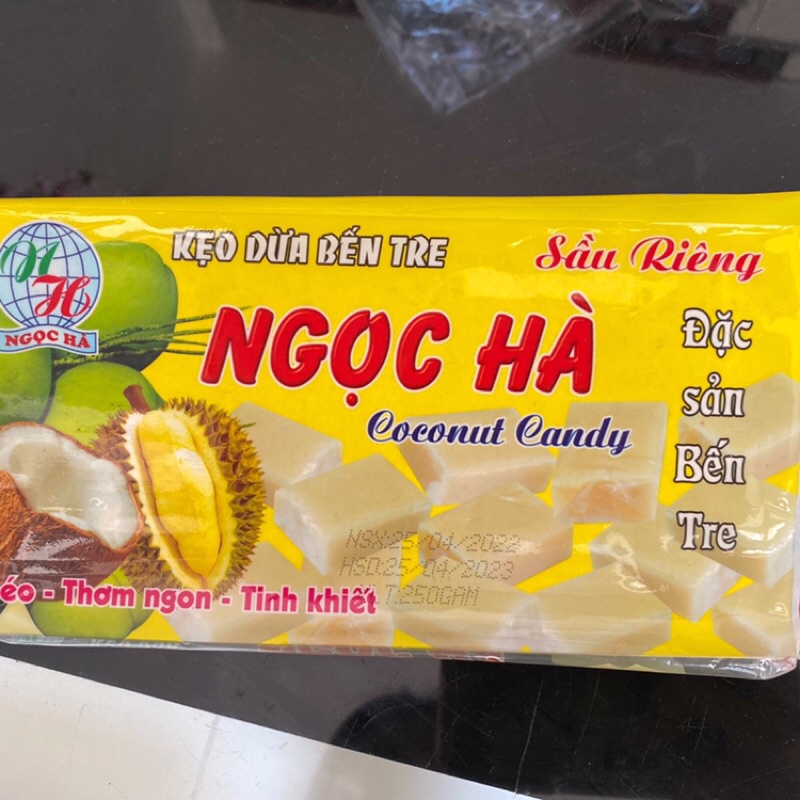 KẸO DỪA BẾN TRE
Sầu Riêng
NH
NGỌC HÀ
NGỌC HÀ
Coconut Candy
Đặc
sản
Bến
Tre
NSX:25/04/2022
HSD:25/04/2023
250GAM
- Thơm ngon - Tinh khiết